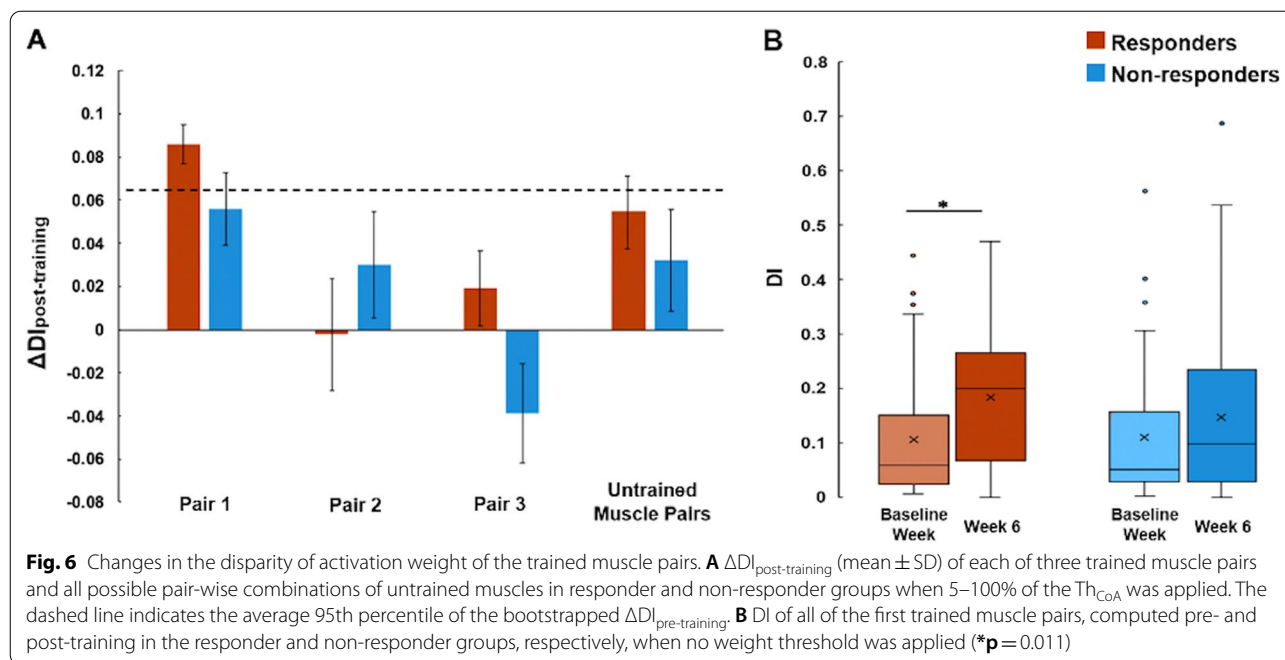 A
B
Responders
Non-responders
0.12
0.1
0.08
0.06
0.04
0.02
0
-0.02
-0.04
-0.06
-0.08
ΔDIpost-training
Pair 1
Pair 2
Pair 3
Untrained
Muscle Pairs
0.8
0.7
0.6
0.5
0.4
0.3
0.2
0.1
0
DI
*
Baseline
Week
Week 6
Baseline
Week
Week 6
Fig. 6 Changes in the disparity of activation weight of the trained muscle pairs. A ΔDIpost-training (mean ± SD) of each of three trained muscle pairs
and all possible pair-wise combinations of untrained muscles in responder and non-responder groups when 5–100% of the ThCoA was applied. The
dashed line indicates the average 95th percentile of the bootstrapped ΔDIpre-training. B DI of all of the first trained muscle pairs, computed pre- and
post-training in the responder and non-responder groups, respectively, when no weight threshold was applied (*p = 0.011)